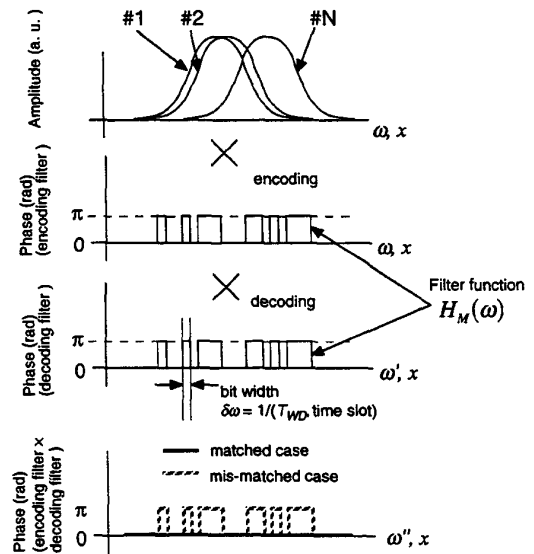 #1
#2
#N
Amplitude (a. u. )
ω, x
encoding
Phase (rad)
(encoding filter )
π
0
ω, x
Filter function
H_M(ω)
decoding
Phase (rad)
(decoding filter )
π
0
ω', x
bit width
δω = 1/(T_WD, time slot)
matched case
mis-matched case
Phase (rad)
(encoding filter ×
decoding filter )
π
0
ω'', x